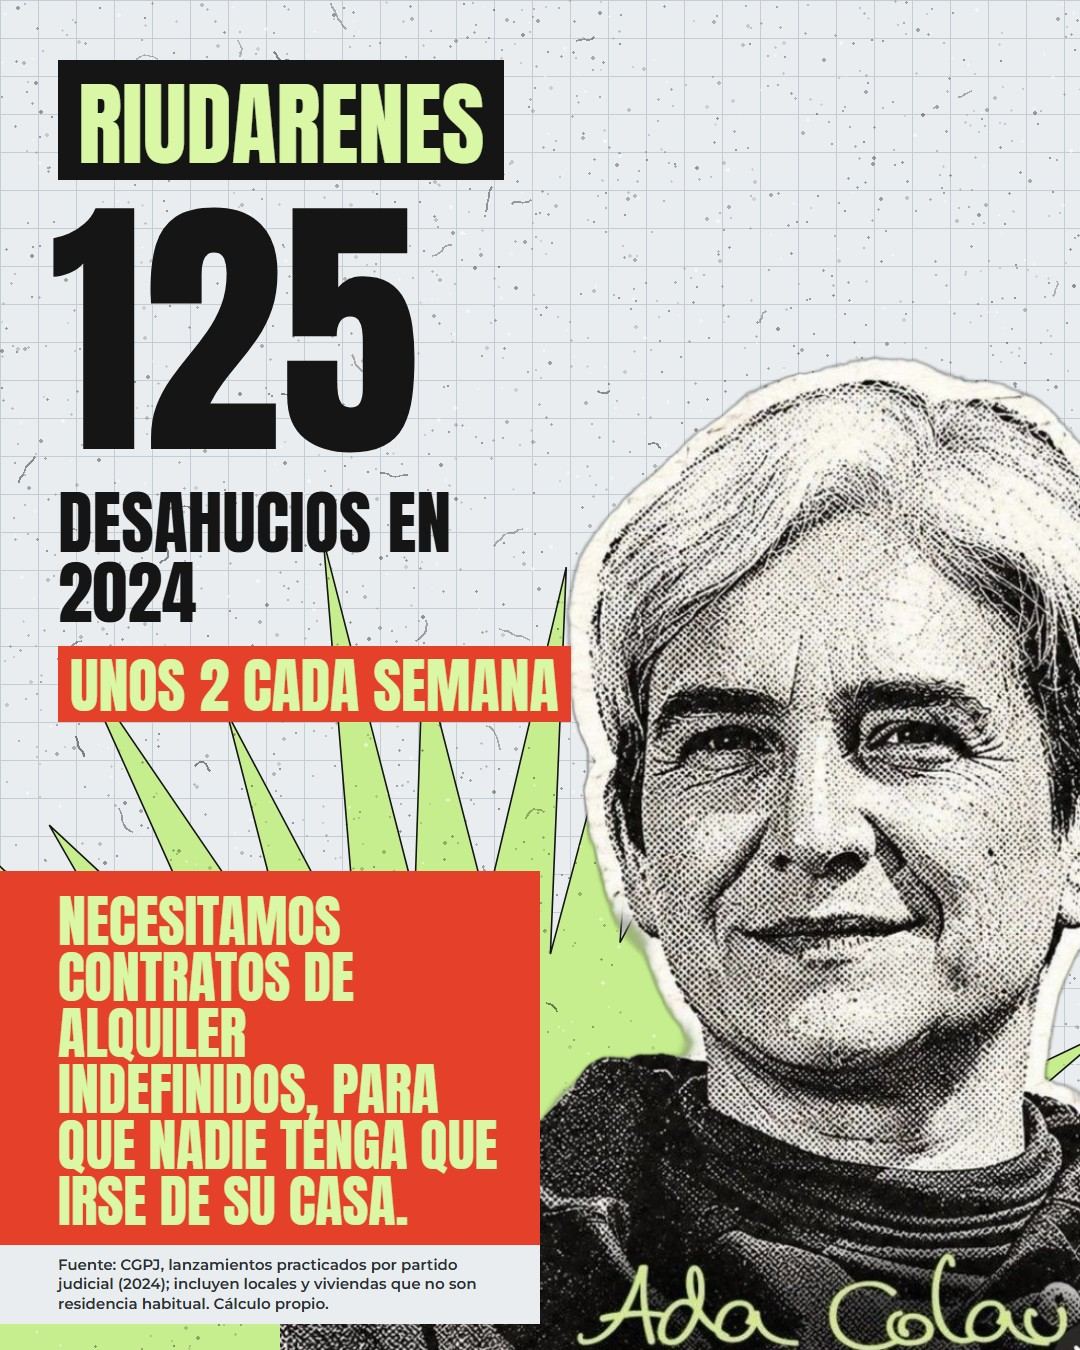 RIUDARENES
125
DESAHUCIOS EN
2024
UNOS 2 CADA SEMANA
NECESITAMOS
CONTRATOS DE
ALQUILER
INDEFINIDOS, PARA
QUE NADIE TENGA QUE
IRSE DE SU CASA.
Fuente: CGPJ, lanzamientos practicados por partido
judicial (2024); incluyen locales y viviendas que no son
residencia habitual. Cálculo propio.
Ada Colau